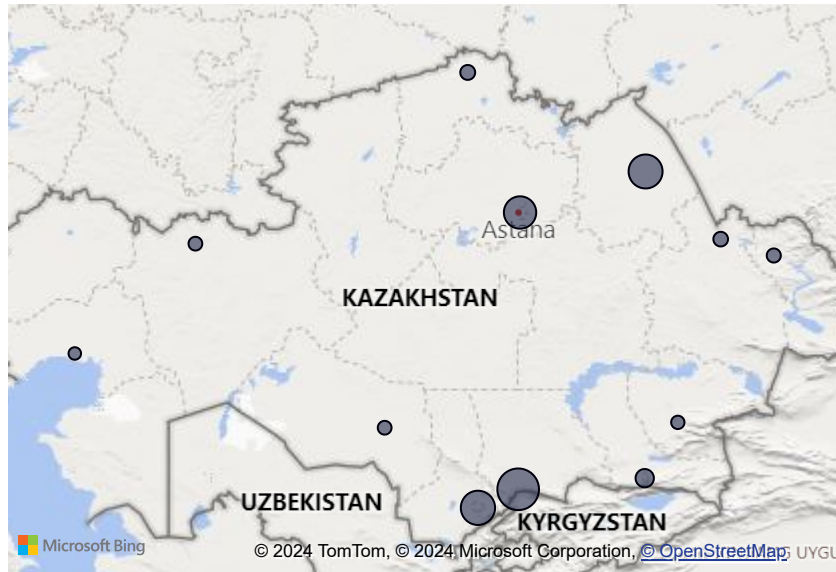 Astana
KAZAKHSTAN
UZBEKISTAN
KYRGYZSTAN
Microsoft Bing
© 2024 TomTom, © 2024 Microsoft Corporation, © OpenStreetMap